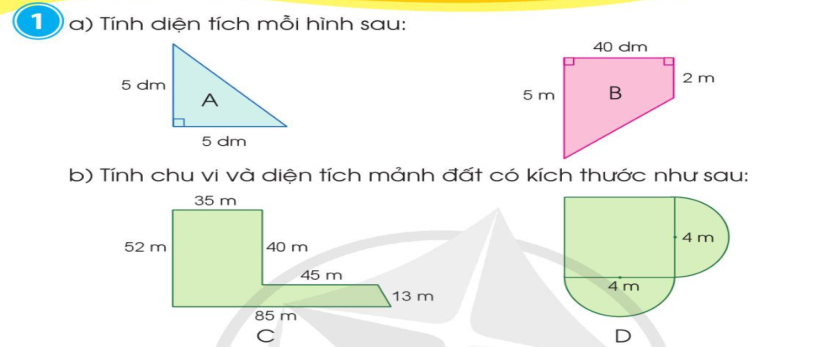 1 a) Tính diện tích mỗi hình sau:
40 dm
5 dm
A
5 m
B
2 m
5 dm
b) Tính chu vi và diện tích mảnh đất có kích thước như sau:
35 m
52 m
40 m
4 m
45 m
4 m
13 m
85 m
C
D